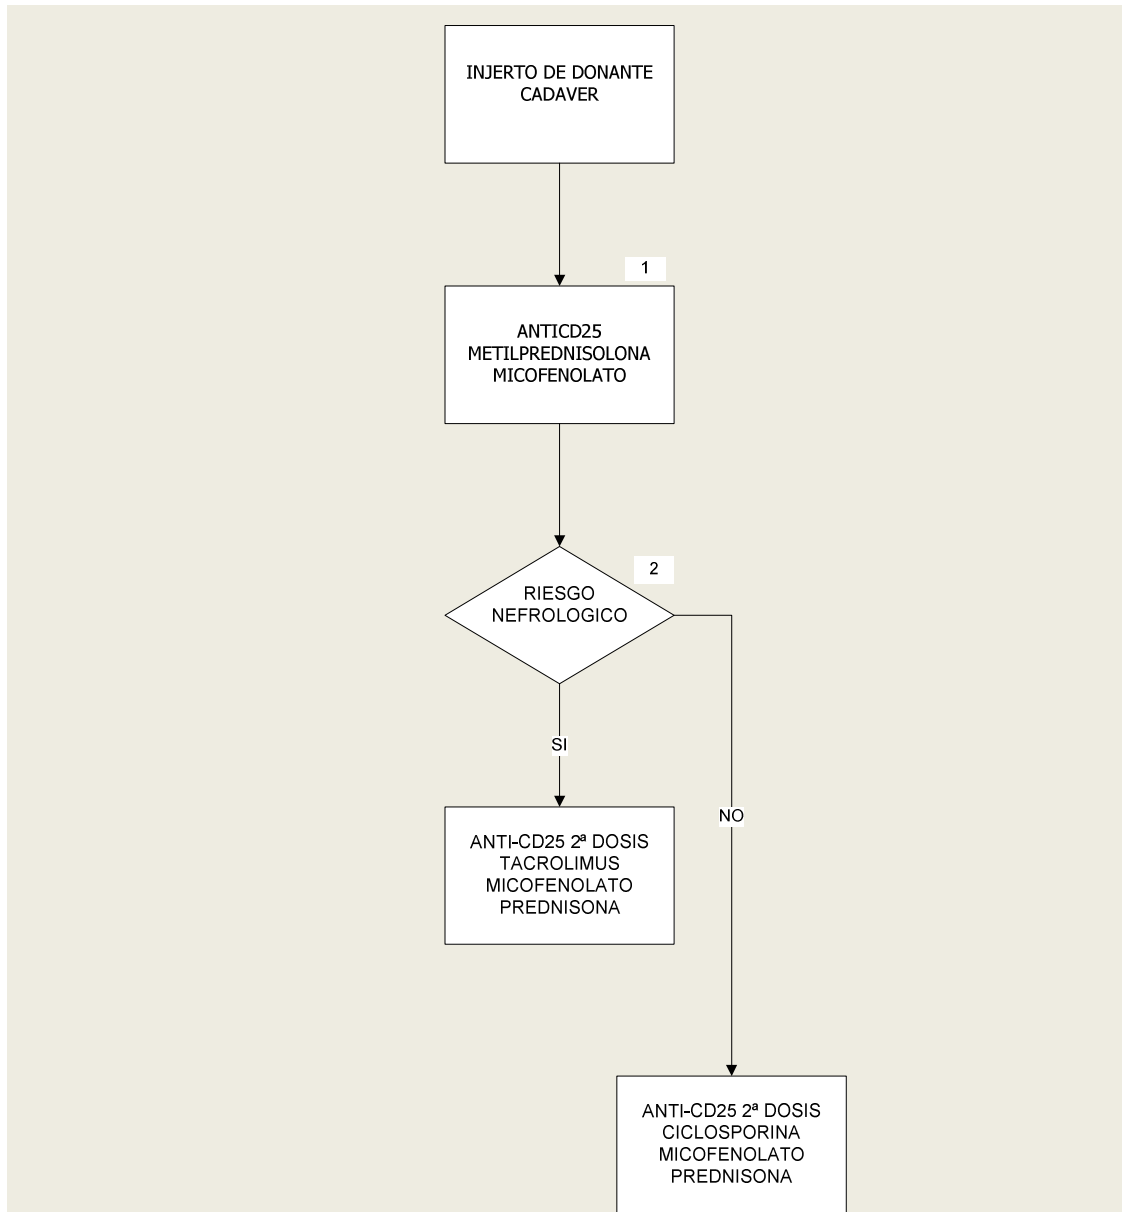 INJERTO DE DONANTE
CADAVER
1
ANTICD25
METILPREDNISOLONA
MICOFENOLATO
2
RIESGO
NEFROLOGICO
SI
NO
ANTI-CD25 2ª DOSIS
TACROLIMUS
MICOFENOLATO
PREDNISONA
ANTI-CD25 2ª DOSIS
CICLOSPORINA
MICOFENOLATO
PREDNISONA